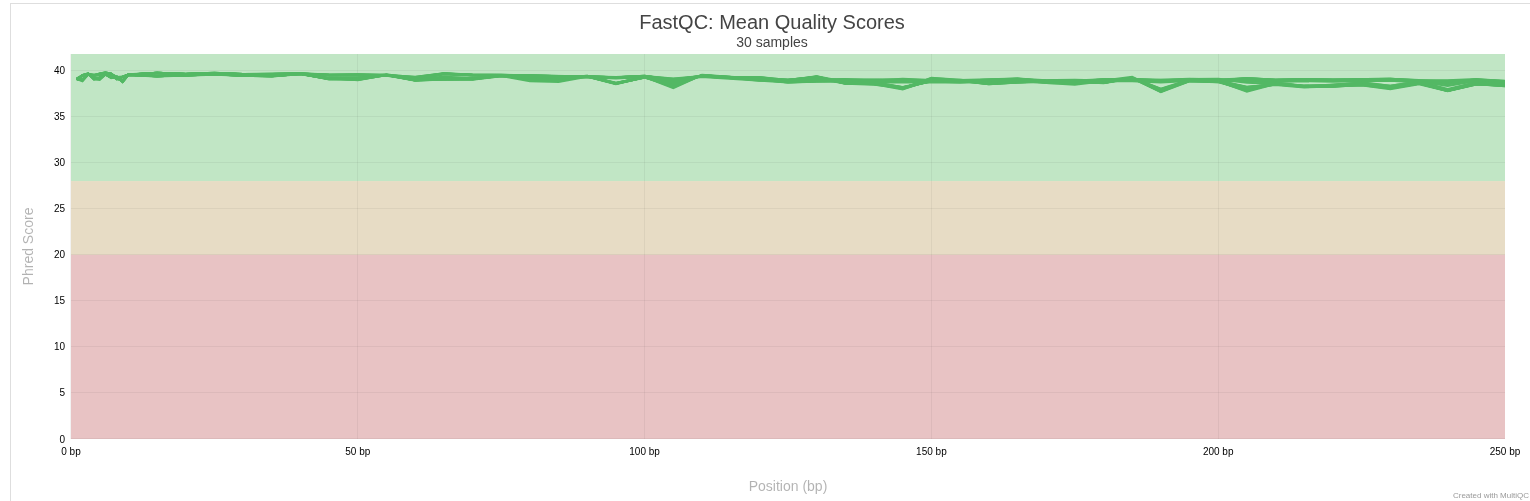 FastQC: Mean Quality Scores
30 samples
40
35
30
25
20
15
10
5
0
Phred Score
0 bp
50 bp
100 bp
150 bp
200 bp
250 bp
Position (bp)
Created with MultiQC